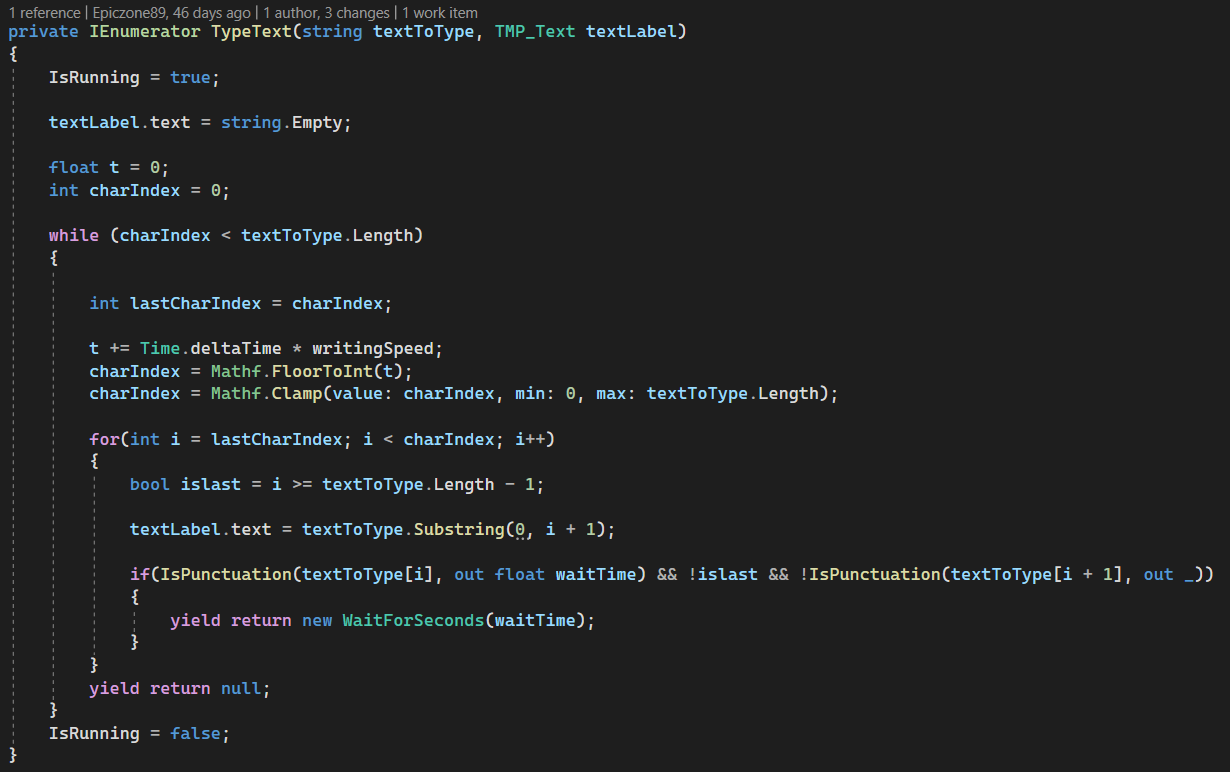 1 reference | Epiczone89, 46 days ago | 1 author, 3 changes | 1 work item
private IEnumerator TypeText(string textToType, TMP_Text textLabel)
{
IsRunning = true;
textLabel.text = string.Empty;
float t = 0;
int charIndex = 0;
while (charIndex < textToType.Length)
{
int lastCharIndex = charIndex;
t += Time.deltaTime * writingSpeed;
charIndex = Mathf.FloorToInt(t);
charIndex = Mathf.Clamp(value: charIndex, min: 0, max: textToType.Length);
for(int i = lastCharIndex; i < charIndex; i++)
{
bool islast = i >= textToType.Length - 1;
textLabel.text = textToType.Substring(0, i + 1);
if(IsPunctuation(textToType[i], out float waitTime) && !islast && !IsPunctuation(textToType[i + 1], out _))
{
yield return new WaitForSeconds(waitTime);
}
}
yield return null;
}
IsRunning = false;
}